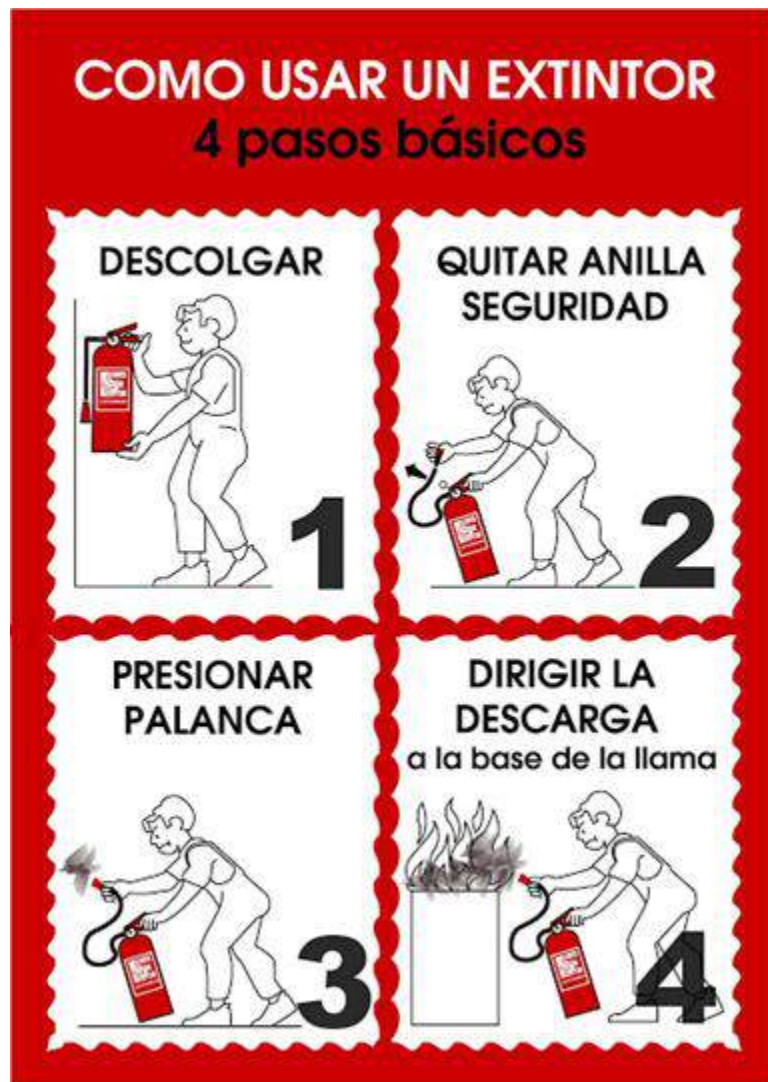 COMO USAR UN EXTINTOR
4 pasos básicos
DESCOLGAR
1
QUITAR ANILLA
SEGURIDAD
2
PRESIONAR
PALANCA
3
DIRIGIR LA
DESCARGA
a la base de la llama
4